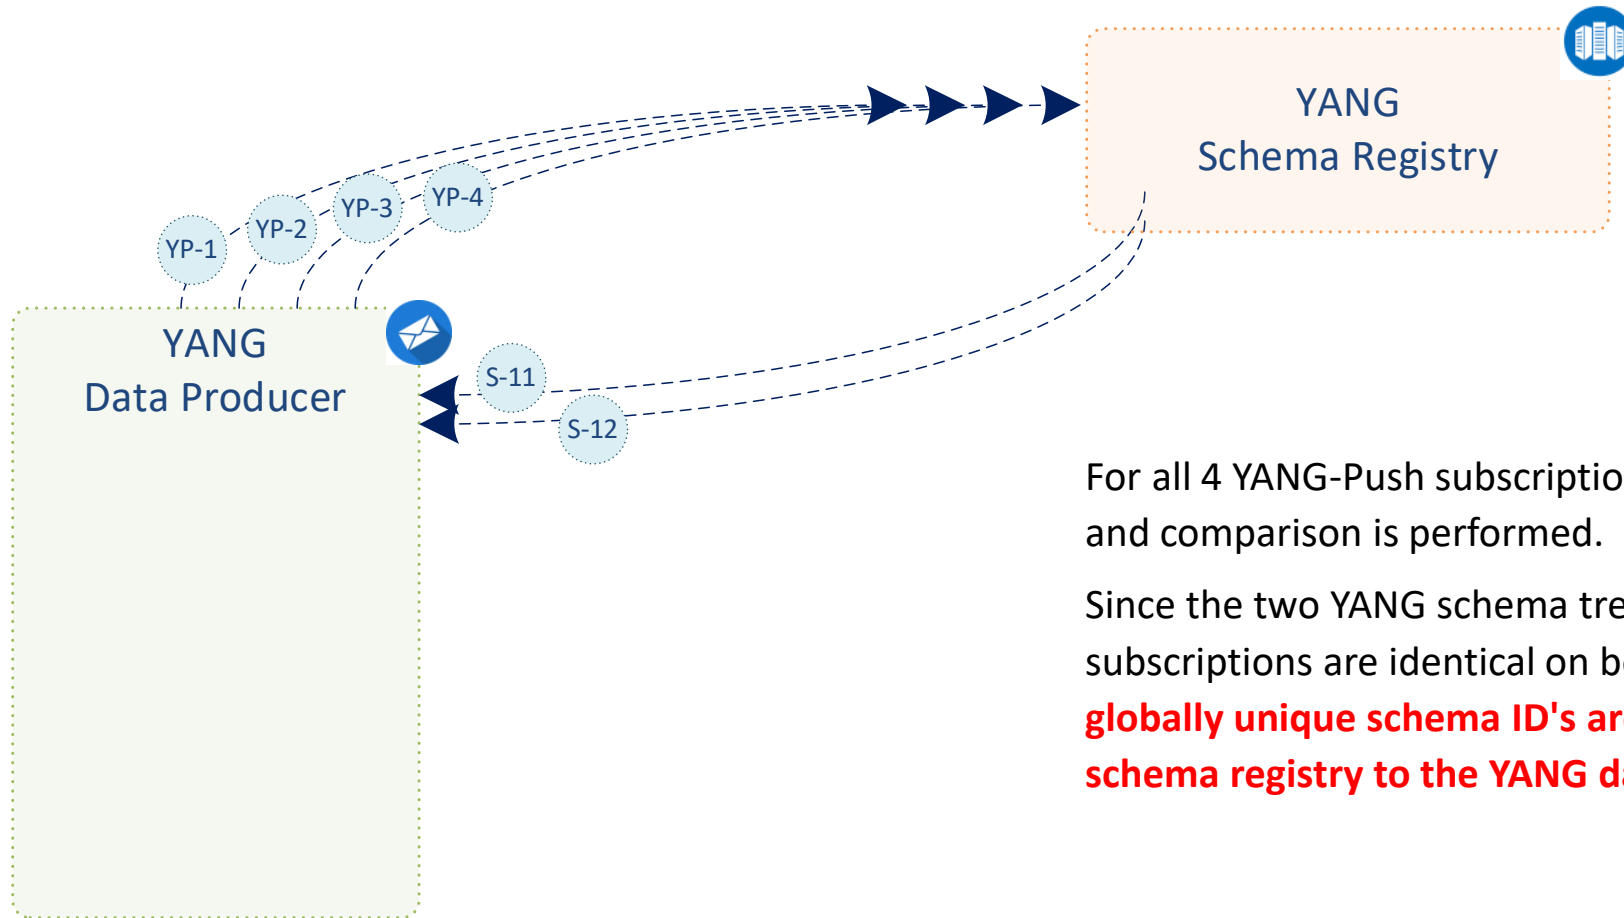 YANG
Schema Registry
YP-1
YP-2
YP-3
YP-4
YANG
Data Producer
S-11
S-12
For all 4 YANG-Push subscriptio
and comparison is performed.
Since the two YANG schema tre
subscriptions are identical on b
globally unique schema ID's ar
schema registry to the YANG d